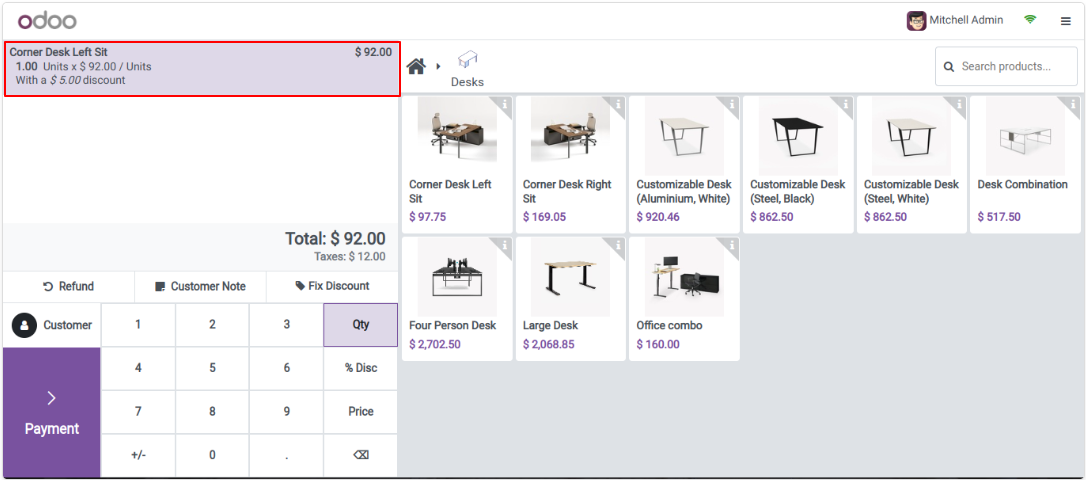 odoo
Mitchell Admin
Corner Desk Left Sit $ 92.00
1.00 Units x $ 92.00 / Units
With a $ 5.00 discount
Desks
Search products...
Corner Desk Left
Sit
$ 97.75
Corner Desk Right
Sit
$ 169.05
Customizable Desk
(Aluminium, White)
$ 920.46
Customizable Desk
(Steel, Black)
$ 862.50
Customizable Desk
(Steel, White)
$ 862.50
Desk Combination
$ 517.50
Four Person Desk
$ 2,702.50
Large Desk
$ 2,068.85
Office combo
$ 160.00
Total: $ 92.00
Taxes: $ 12.00
Refund Customer Note Fix Discount
Customer 1 2 3 Qty
4 5 6 % Disc
Payment 7 8 9 Price
+/- 0 .